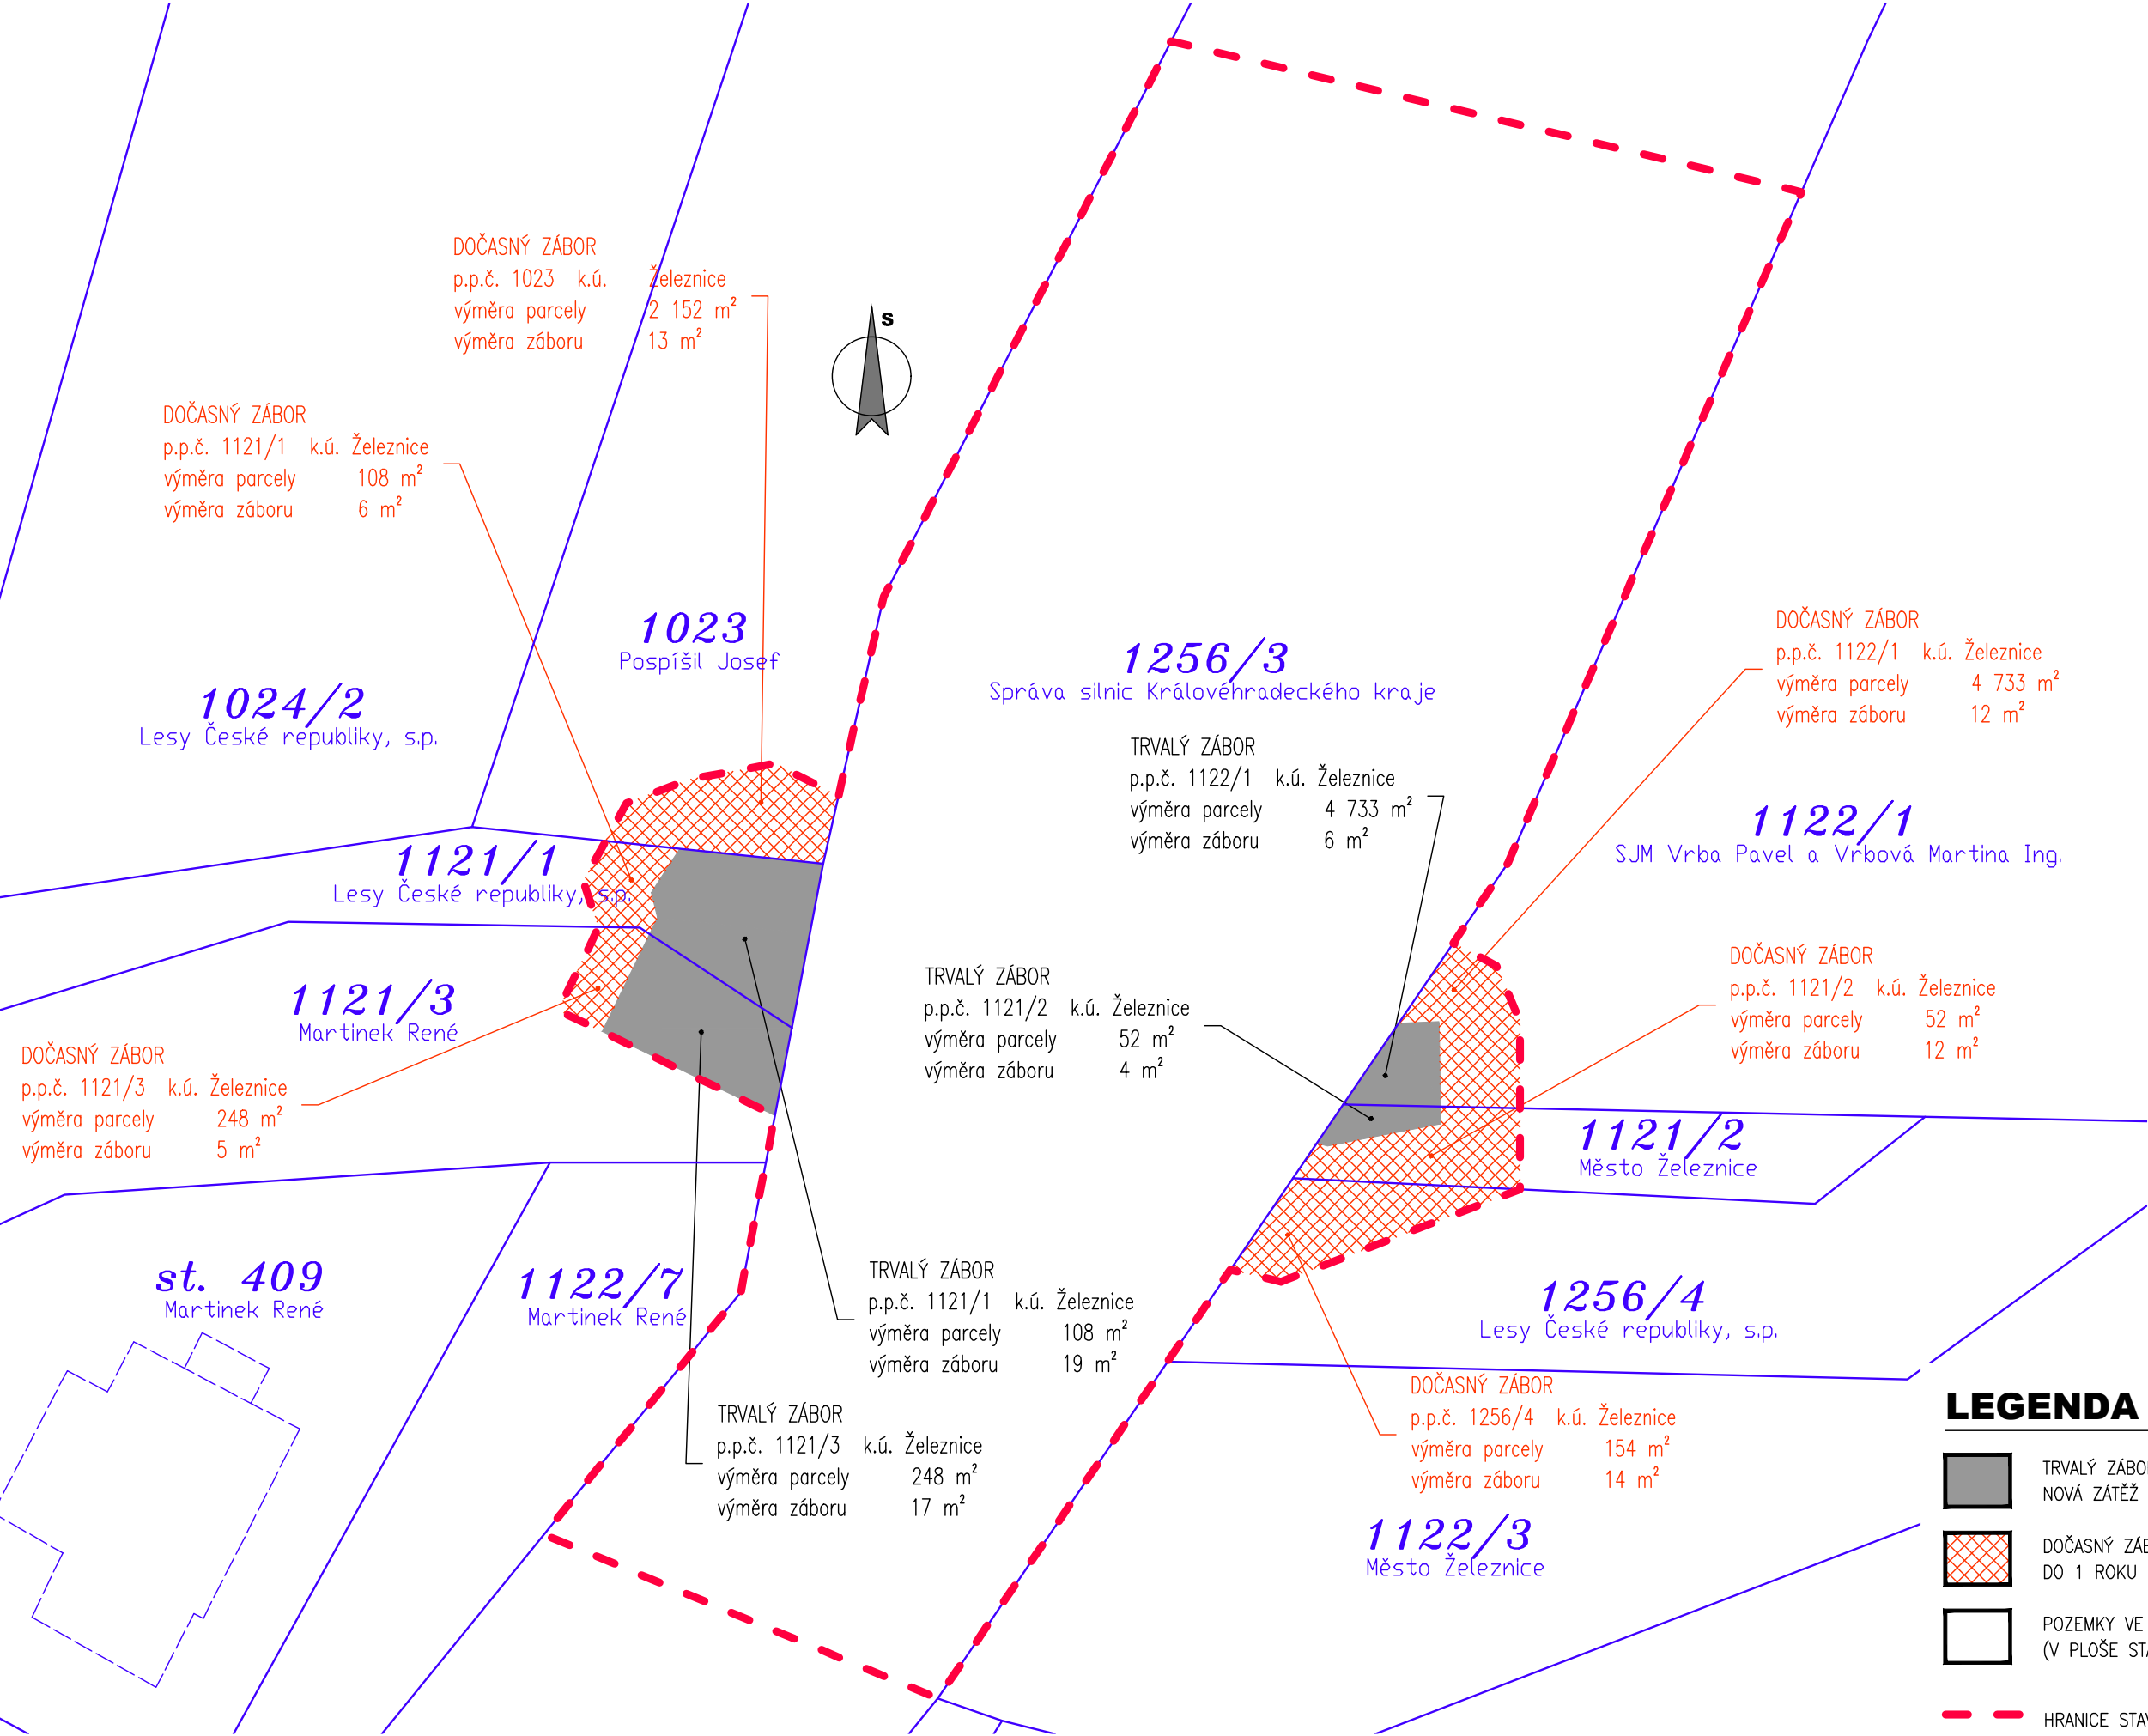 S
DOČASNÝ ZÁBOR
p.p.č. 1023 k.ú. Železnice
výměra parcely 2 152 m²
výměra záboru 13 m²
DOČASNÝ ZÁBOR
p.p.č. 1121/1 k.ú. Železnice
výměra parcely 108 m²
výměra záboru 6 m²
1023
Pospíšil Josef
1256/3
Správa silnic Královéhradeckého kraje
DOČASNÝ ZÁBOR
p.p.č. 1122/1 k.ú. Železnice
výměra parcely 4 733 m²
výměra záboru 12 m²
1024/2
Lesy České republiky, s.p.
TRVALÝ ZÁBOR
p.p.č. 1122/1 k.ú. Železnice
výměra parcely 4 733 m²
výměra záboru 6 m²
1122/1
SJM Vrba Pavel a Vrbová Martina Ing.
1121/1
Lesy České republiky, s.p.
TRVALÝ ZÁBOR
p.p.č. 1121/2 k.ú. Železnice
výměra parcely 52 m²
výměra záboru 4 m²
DOČASNÝ ZÁBOR
p.p.č. 1121/2 k.ú. Železnice
výměra parcely 52 m²
výměra záboru 12 m²
1121/3
Martinek René
DOČASNÝ ZÁBOR
p.p.č. 1121/3 k.ú. Železnice
výměra parcely 248 m²
výměra záboru 5 m²
1121/2
Město Železnice
st. 409
Martinek René
1122/7
Martinek René
TRVALÝ ZÁBOR
p.p.č. 1121/1 k.ú. Železnice
výměra parcely 108 m²
výměra záboru 19 m²
1256/4
Lesy České republiky, s.p.
TRVALÝ ZÁBOR
p.p.č. 1121/3 k.ú. Železnice
výměra parcely 248 m²
výměra záboru 17 m²
DOČASNÝ ZÁBOR
p.p.č. 1256/4 k.ú. Železnice
výměra parcely 154 m²
výměra záboru 14 m²
1122/3
Město Železnice
LEGENDA
TRVALÝ ZÁBO
NOVÁ ZÁTĚŽ
DOČASNÝ ZÁB
DO 1 ROKU
POZEMKY VE
(V PLOŠE STA
HRANICE STA